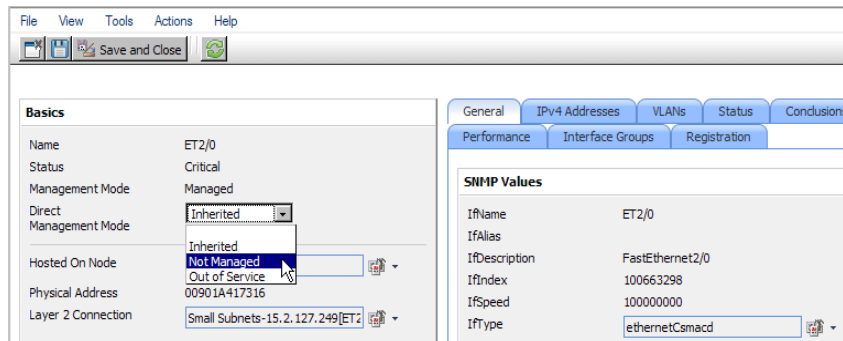 File View Tools Actions Help
Save and Close
Basics
Name ET2/0
Status Critical
Management Mode Managed
Direct
Management Mode Inherited
Inherited
Not Managed
Out of Service
Hosted On Node
Physical Address 00901A417316
Layer 2 Connection Small Subnets-15.2.127.249[ET2
General IPv4 Addresses VLANs Status Conclusions
Performance Interface Groups Registration
SNMP Values
IfName ET2/0
IfAlias
IfDescription FastEthernet2/0
IfIndex 100663298
IfSpeed 100000000
IfType ethernetCsmacd